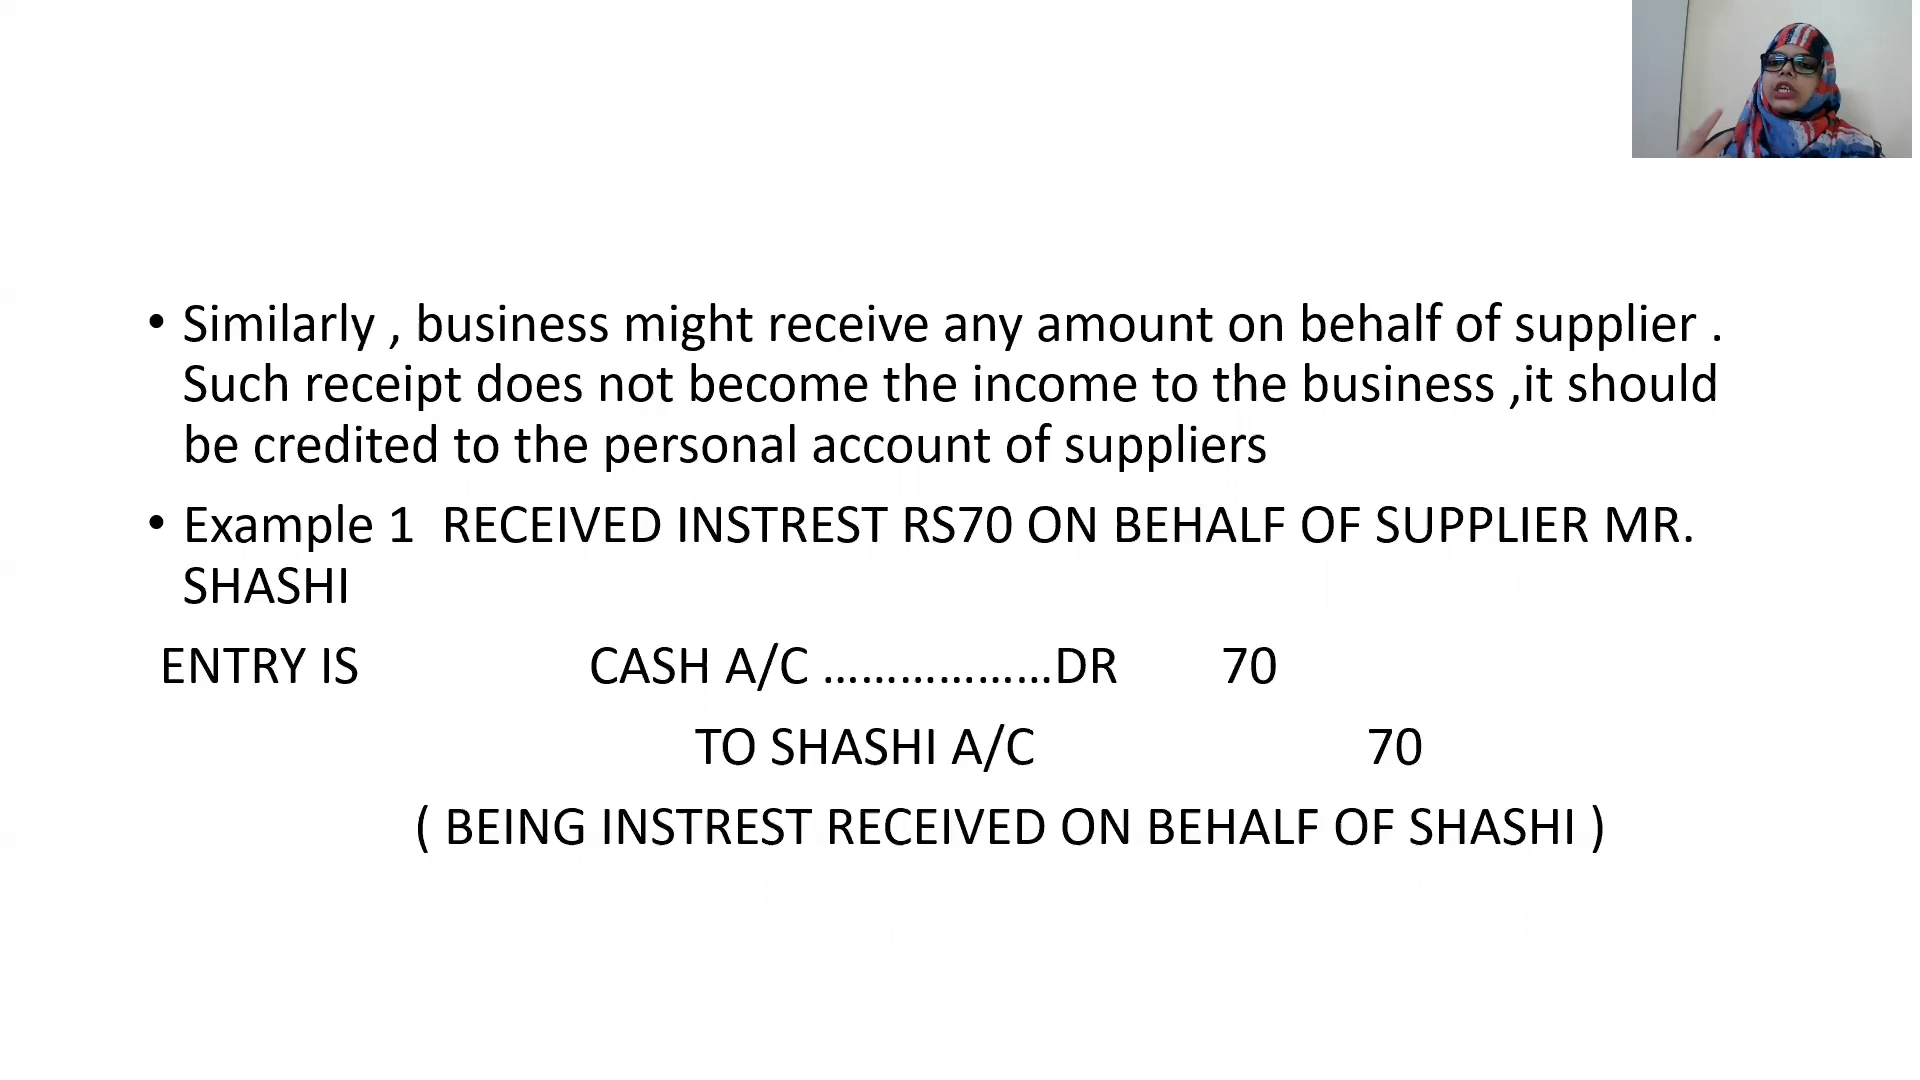 • Similarly , business might receive any amount on behalf of supplier .
Such receipt does not become the income to the business ,it should
be credited to the personal account of suppliers
• Example 1  RECEIVED INSTREST RS70 ON BEHALF OF SUPPLIER MR.
SHASHI
ENTRY IS CASH A/C ………………DR 70
TO SHASHI A/C 70
( BEING INSTREST RECEIVED ON BEHALF OF SHASHI )